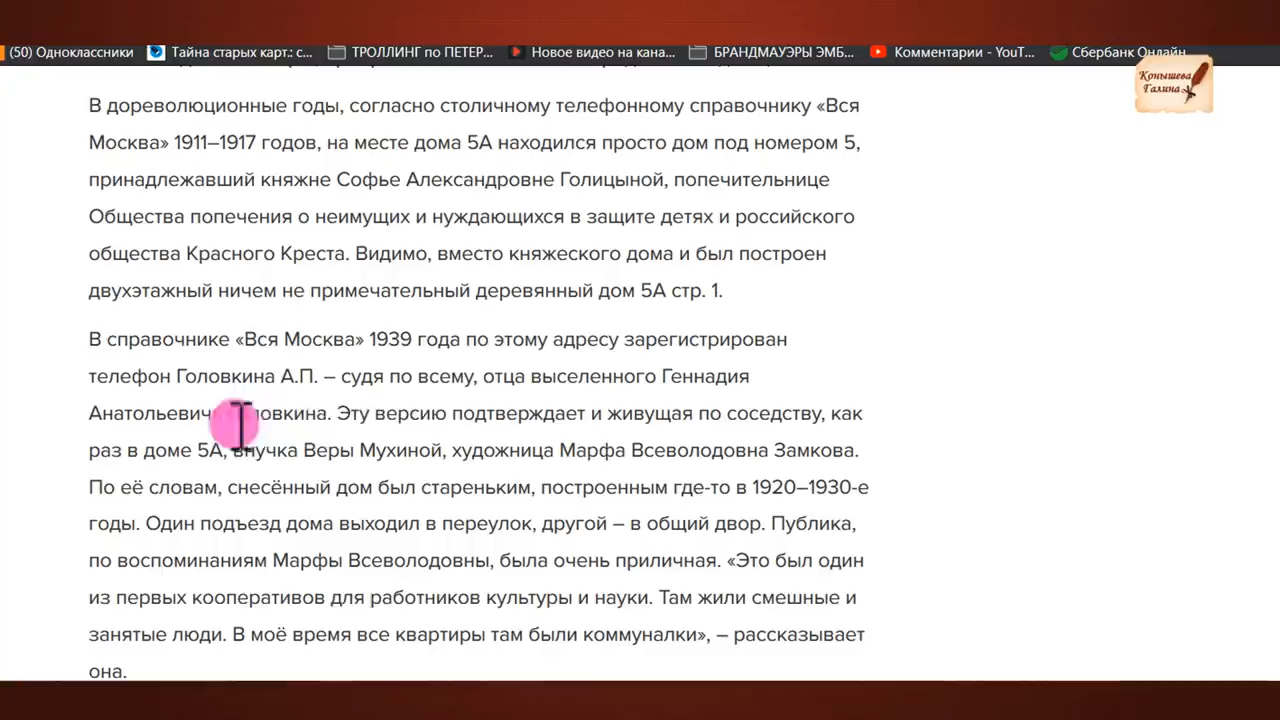 (50) Одноклассники Тайна старых карт.: с... ТРОЛЛИНГ по ПЕТЕР... Новое видео на кана... БРАНДМАУЭРЫ ЭМБ... Комментарии - YouT... Сбербанк Онлайн
Конышева
Галина
В дореволюционные годы, согласно столичному телефонному справочнику «Вся
Москва» 1911–1917 годов, на месте дома 5А находился просто дом под номером 5,
принадлежавший княжне Софье Александровне Голицыной, попечительнице
Общества попечения о неимущих и нуждающихся в защите детях и российского
общества Красного Креста. Видимо, вместо княжеского дома и был построен
двухэтажный ничем не примечательный деревянный дом 5А стр. 1.
В справочнике «Вся Москва» 1939 года по этому адресу зарегистрирован
телефон Головкина А.П. – судя по всему, отца выселенного Геннадия
Анатольевича Головкина. Эту версию подтверждает и живущая по соседству, как
раз в доме 5А, внучка Веры Мухиной, художница Марфа Всеволодовна Замкова.
По её словам, снесённый дом был стареньким, построенным где-то в 1920–1930-е
годы. Один подъезд дома выходил в переулок, другой – в общий двор. Публика,
по воспоминаниям Марфы Всеволодовны, была очень приличная. «Это был один
из первых кооперативов для работников культуры и науки. Там жили смешные и
занятые люди. В моё время все квартиры там были коммуналки», – рассказывает
она.